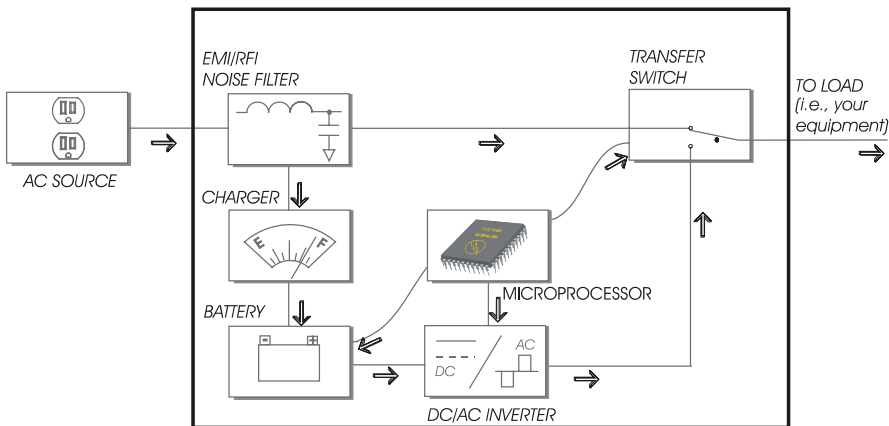 EMI/RFI
NOISE FILTER
TRANSFER
SWITCH
TO LOAD
(i.e., your
equipment)
AC SOURCE
CHARGER
E
F
MICROPROCESSOR
BATTERY
DC
AC
DC/AC INVERTER